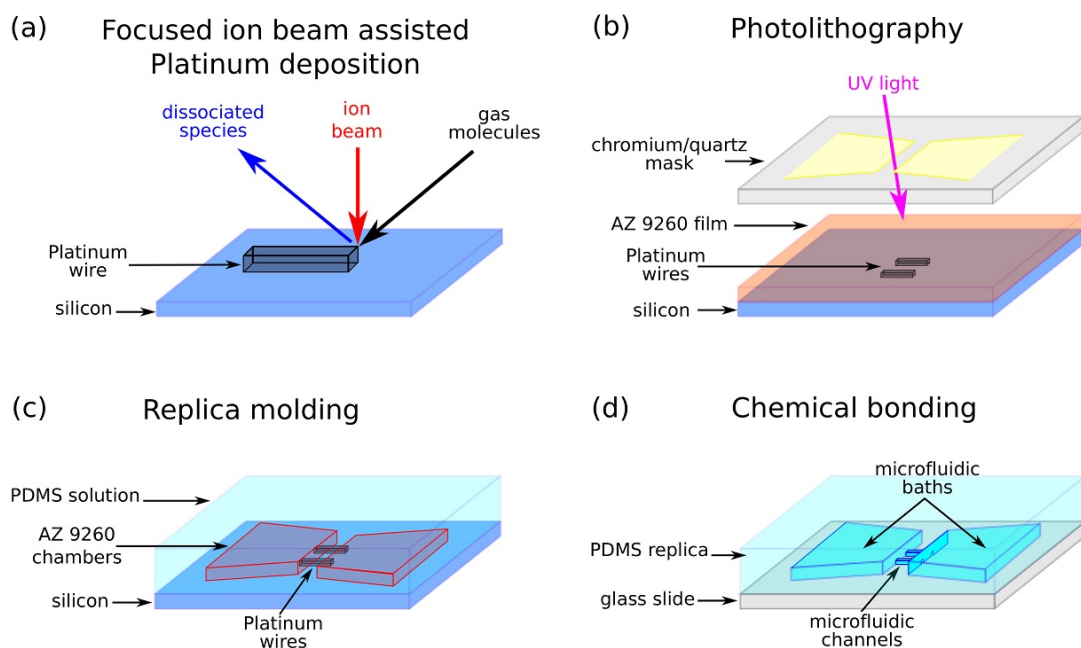 (a)
Focused ion beam assisted
Platinum deposition
dissociated
species
ion
beam
gas
molecules
Platinum
wire
silicon
(b)
Photolithography
UV light
chromium/quartz
mask
AZ 9260 film
Platinum
wires
silicon
(c)
Replica molding
PDMS solution
AZ 9260
chambers
silicon
Platinum
wires
(d)
Chemical bonding
microfluidic
baths
PDMS replica
glass slide
microfluidic
channels